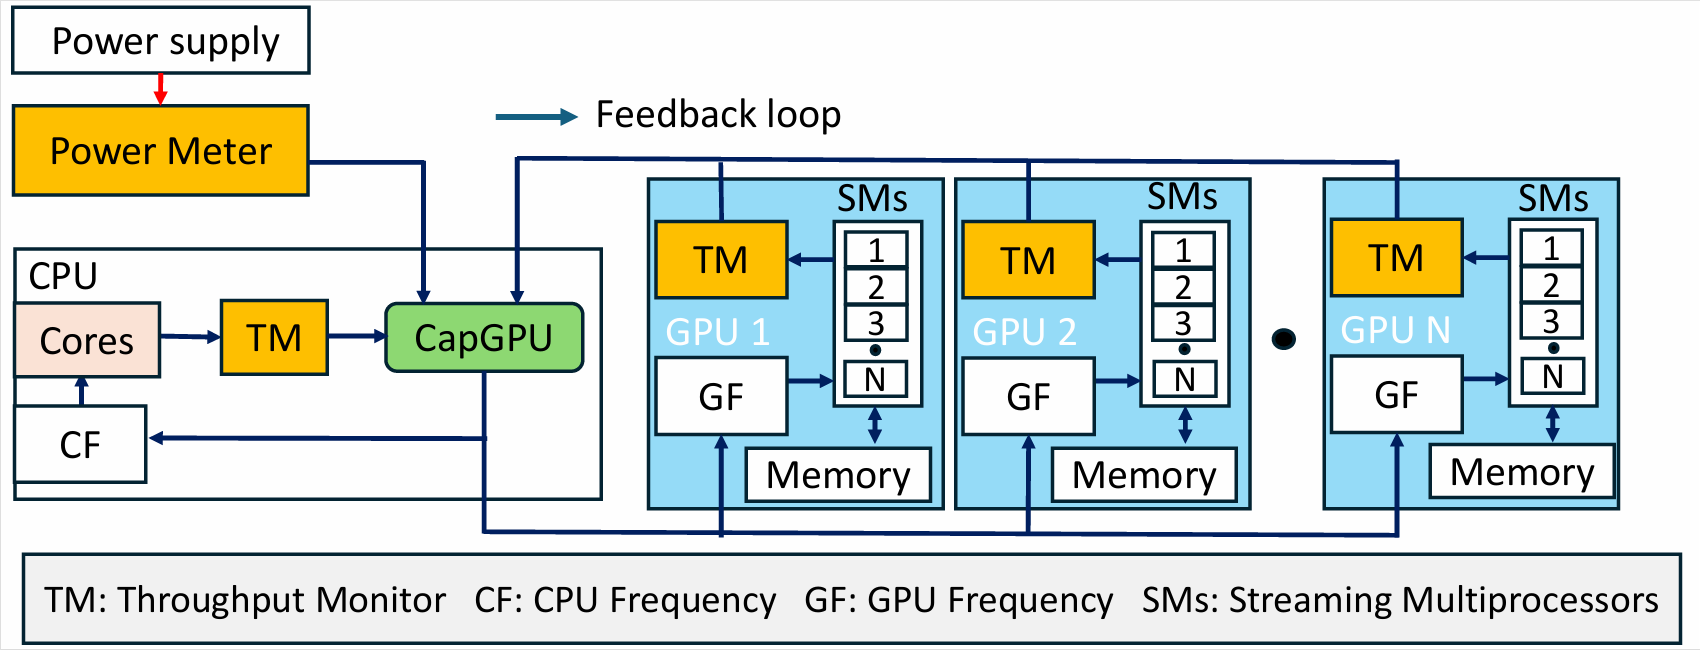 Power supply
Power Meter
Feedback loop
CPU
Cores
TM
CapGPU
CF
SMs
TM
1
2
3
N
GPU 1
GF
Memory
SMs
TM
1
2
3
N
GPU 2
GF
Memory
SMs
TM
1
2
3
N
GPU N
GF
Memory
TM: Throughput Monitor CF: CPU Frequency GF: GPU Frequency SMs: Streaming Multiprocessors